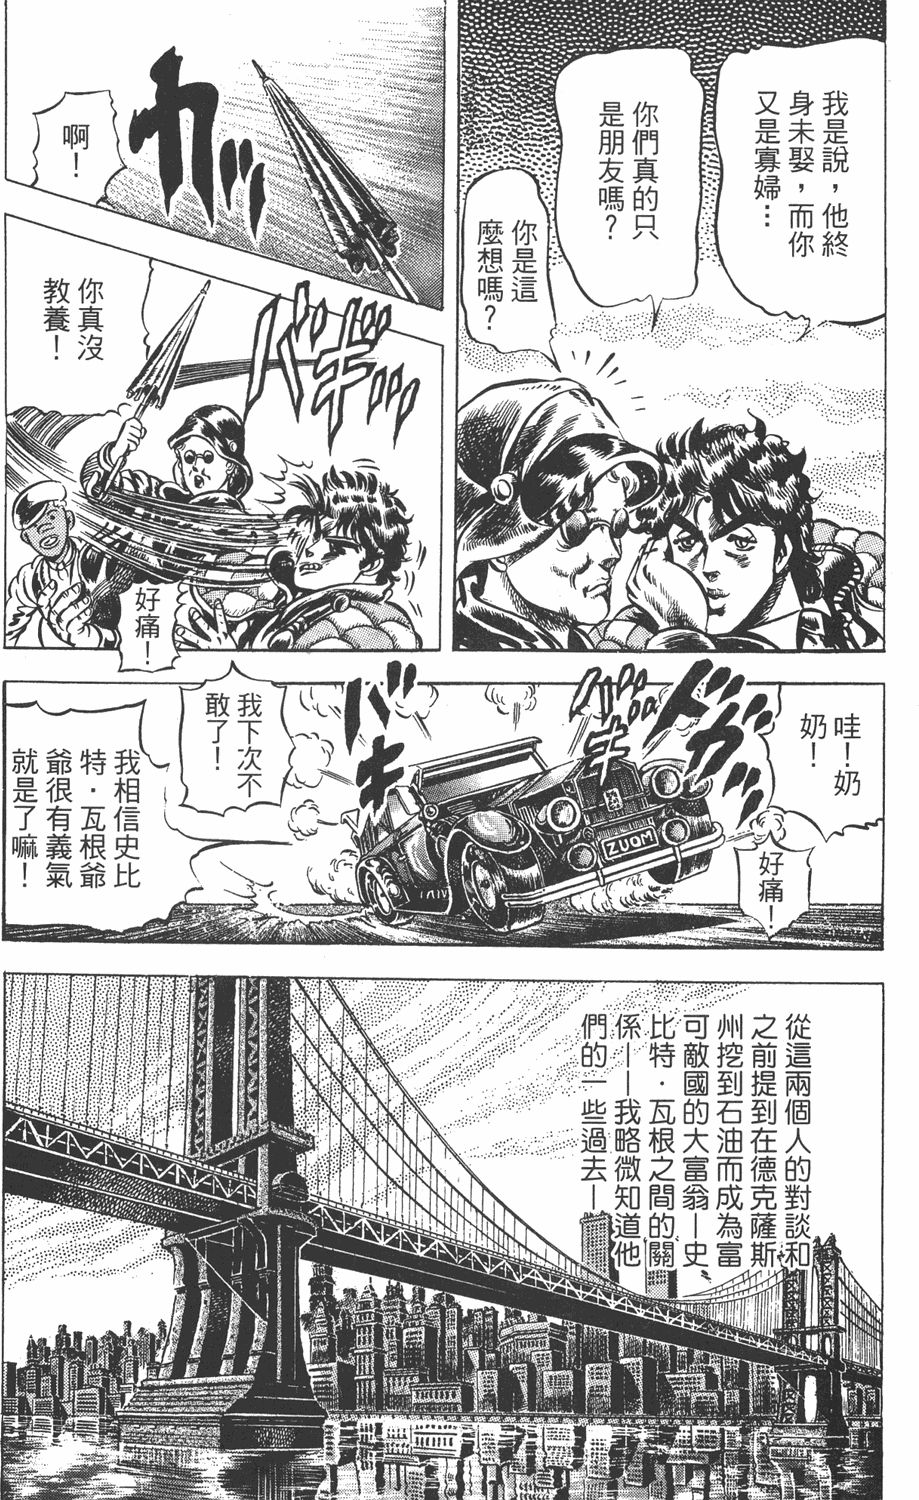 我是說，他終
身未娶，而你
又是寡婦…
你們真的只
是朋友嗎？
你是這
麼想嗎？
カッ
啊！
バギ
你真沒
教養！
好痛！
ドガ
バギ
バキ
哇！奶
奶！
ZUOM
好痛！
我下次不
敢了！
我相信史比
特．瓦根爺
爺很有義氣
就是了嘛！
從這兩個人的對談和
之前提到在德克薩斯
州挖到石油而成為富
可敵國的大富翁—史
比特．瓦根之間的關
係——我略微知道他
們的一些過去—